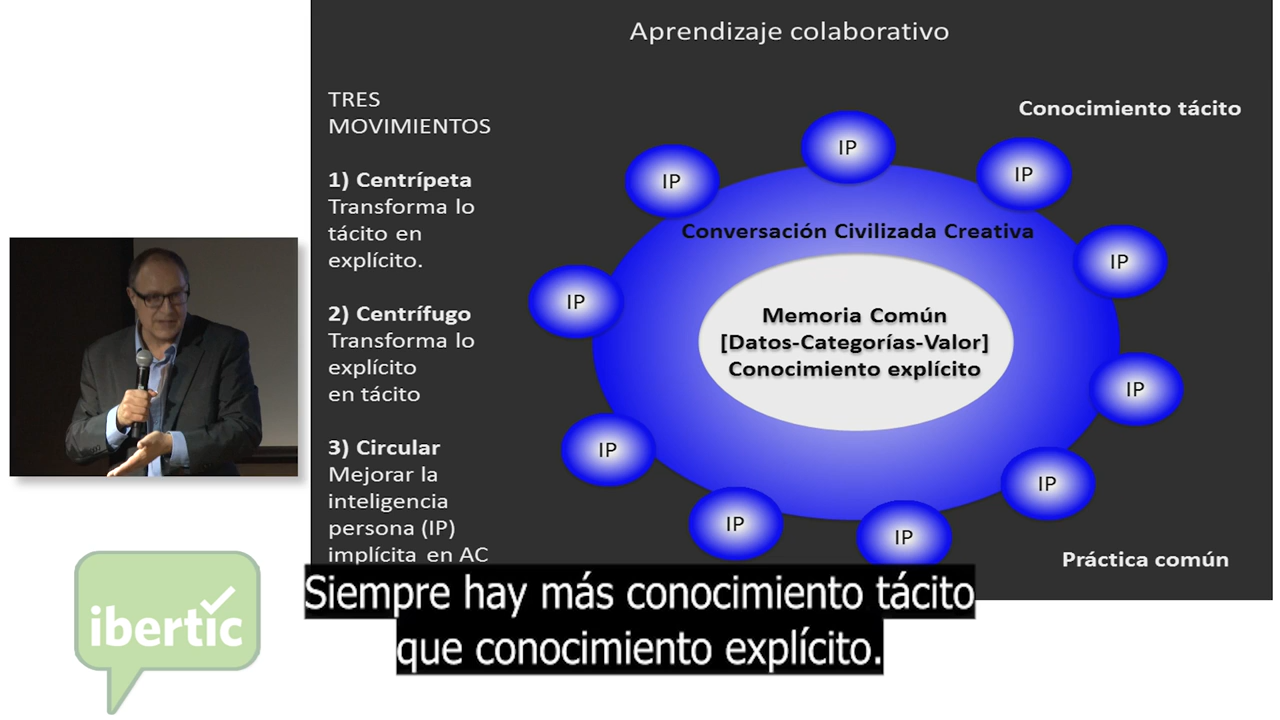 Aprendizaje colaborativo
TRES
MOVIMIENTOS
1) Centrípeta
Transforma lo
tácito en
explícito.
2) Centrífugo
Transforma lo
explícito
en tácito
3) Circular
Mejorar la
inteligencia
persona (IP)
implícita en AC
Conocimiento tácito
IP
IP
IP
IP
IP
IP
IP
IP
IP
IP
IP
Conversación Civilizada Creativa
Memoria Común
[Datos-Categorías-Valor]
Conocimiento explícito
Práctica común
ibertic
Siempre hay más conocimiento tácito
que conocimiento explícito.